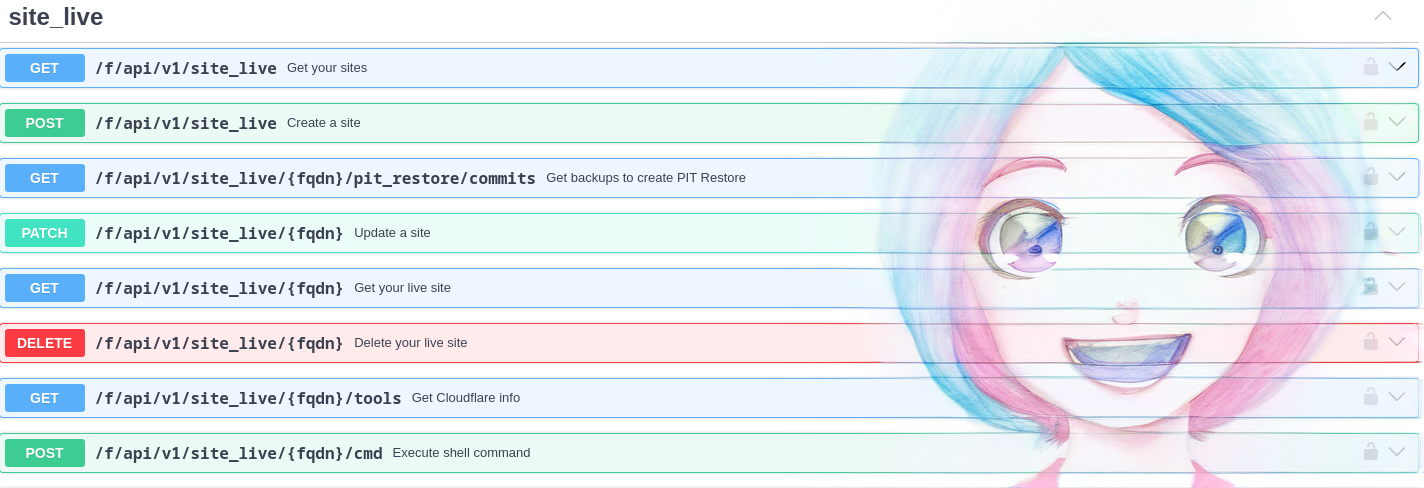 site_live
GET /f/api/v1/site_live Get your sites
POST /f/api/v1/site_live Create a site
GET /f/api/v1/site_live/{fqdn}/pit_restore/commits Get backups to create PIT Restore
PATCH /f/api/v1/site_live/{fqdn} Update a site
GET /f/api/v1/site_live/{fqdn} Get your live site
DELETE /f/api/v1/site_live/{fqdn} Delete your live site
GET /f/api/v1/site_live/{fqdn}/tools Get Cloudflare info
POST /f/api/v1/site_live/{fqdn}/cmd Execute shell command